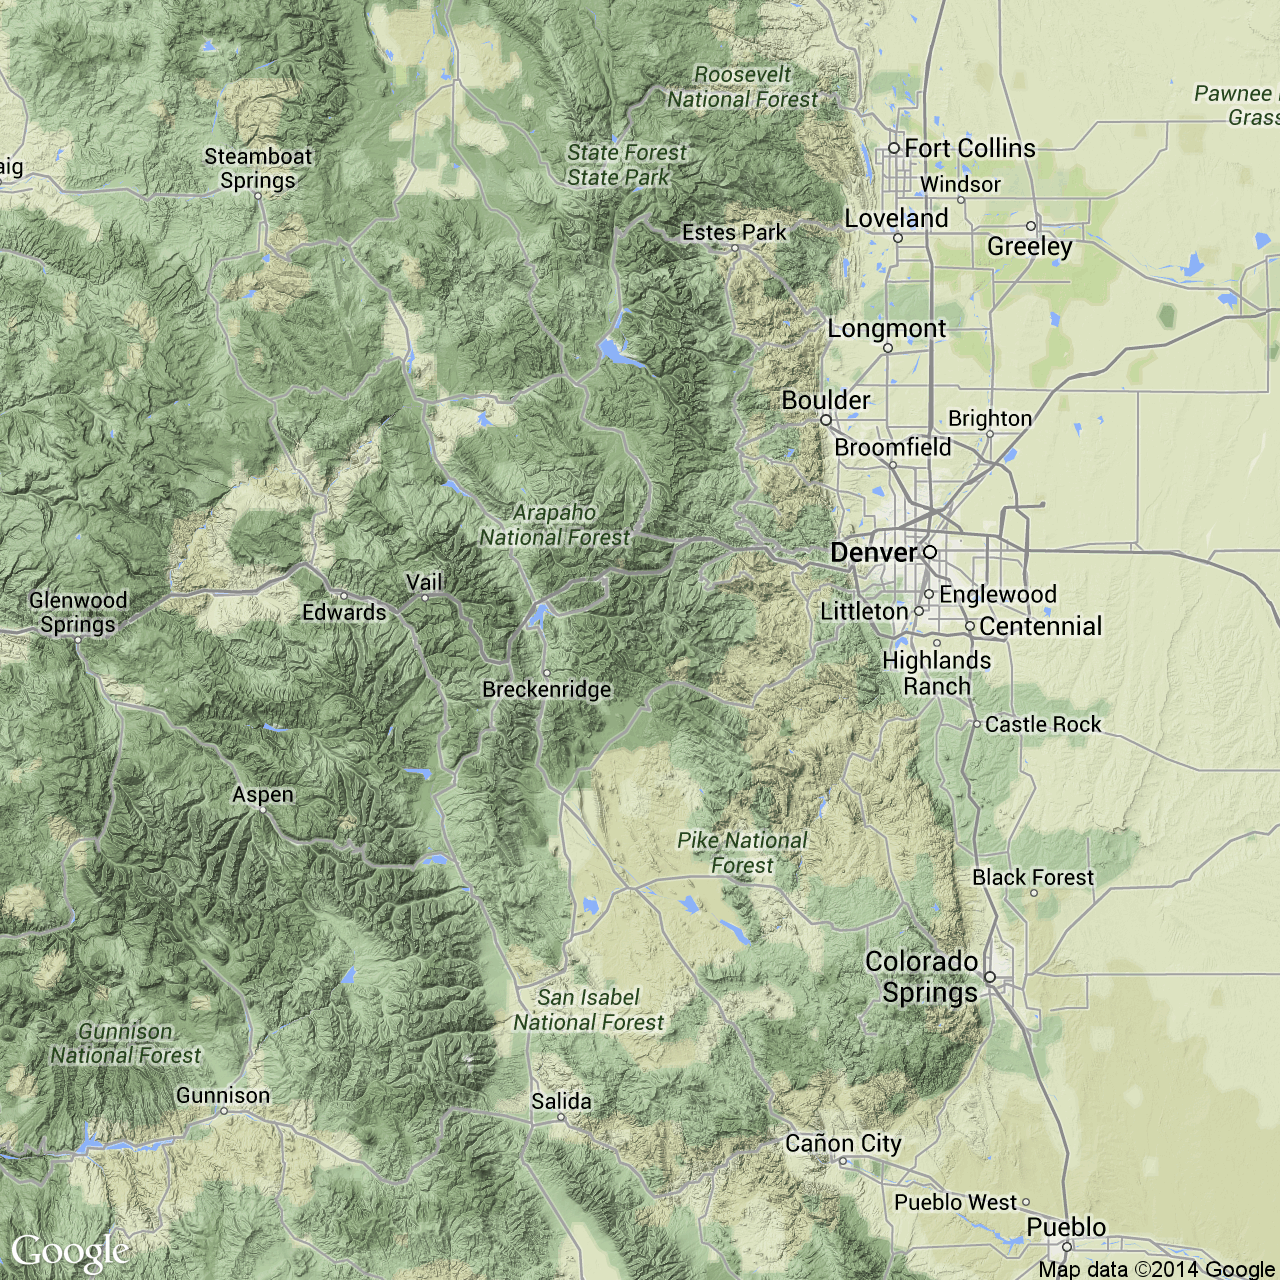 Roosevelt
National Forest
Pawnee
Grass
Fort Collins
State Forest
State Park
Steamboat
Springs
aig
Windsor
Loveland
Estes Park
Greeley
Longmont
Boulder
Brighton
Broomfield
Arapaho
National Forest
Denver
Vail
Edwards
Glenwood
Springs
Englewood
Littleton
Centennial
Highlands
Ranch
Breckenridge
Castle Rock
Aspen
Pike National
Forest
Black Forest
Colorado
Springs
San Isabel
National Forest
Gunnison
National Forest
Gunnison
Salida
Cañon City
Pueblo West
Pueblo
Google
Map data ©2014 Google